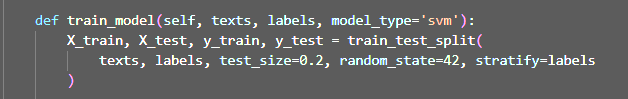 def train_model(self, texts, labels, model_type='svm'):
X_train, X_test, y_train, y_test = train_test_split(
texts, labels, test_size=0.2, random_state=42, stratify=labels
)